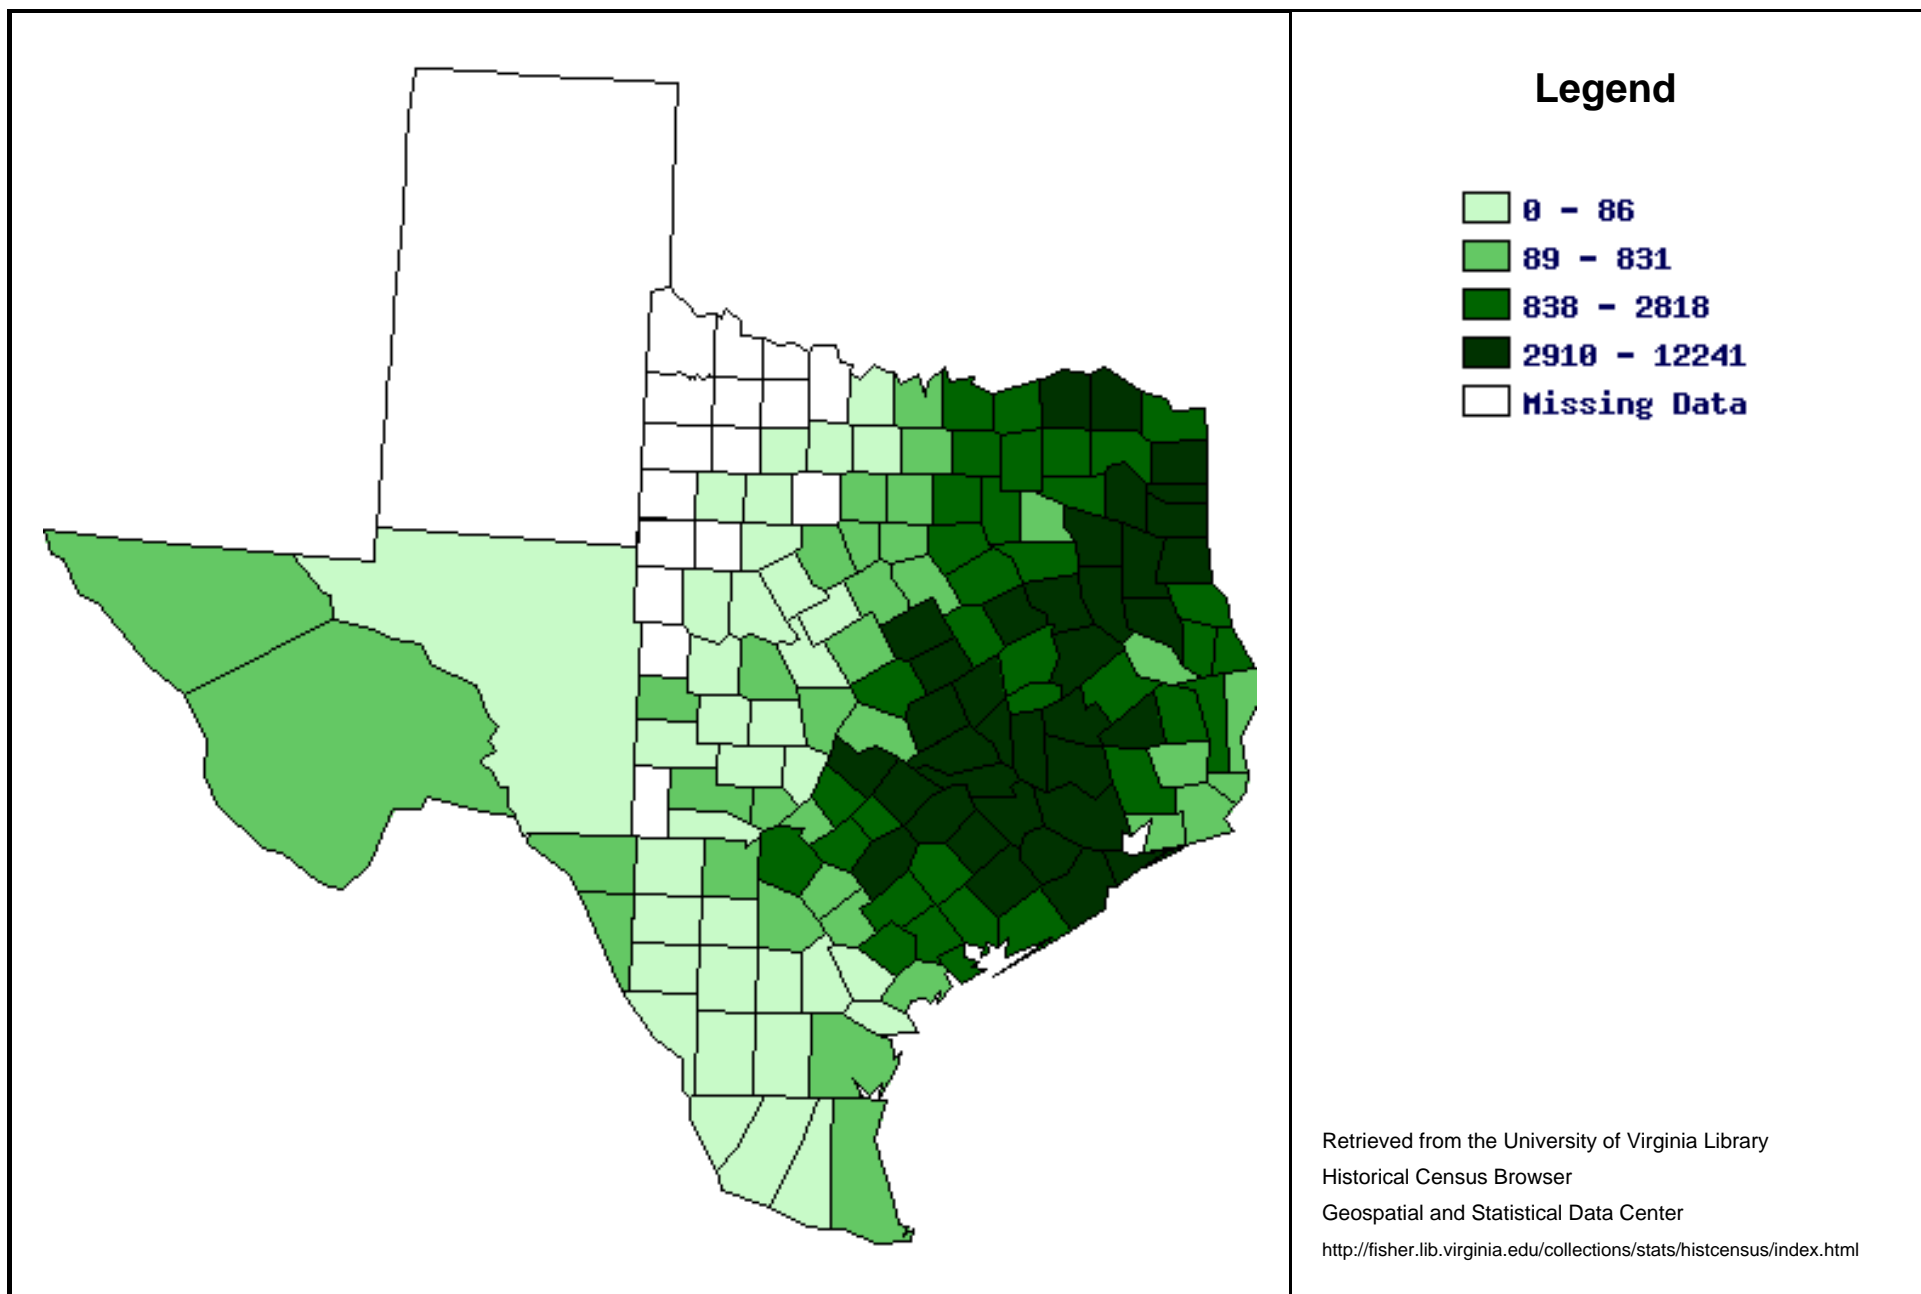 Legend
0 - 86
89 - 831
838 - 2818
2910 - 12241
Missing Data
Retrieved from the University of Virginia Library
Historical Census Browser
Geospatial and Statistical Data Center
http://fisher.lib.virginia.edu/collections/stats/histcensus/index.html